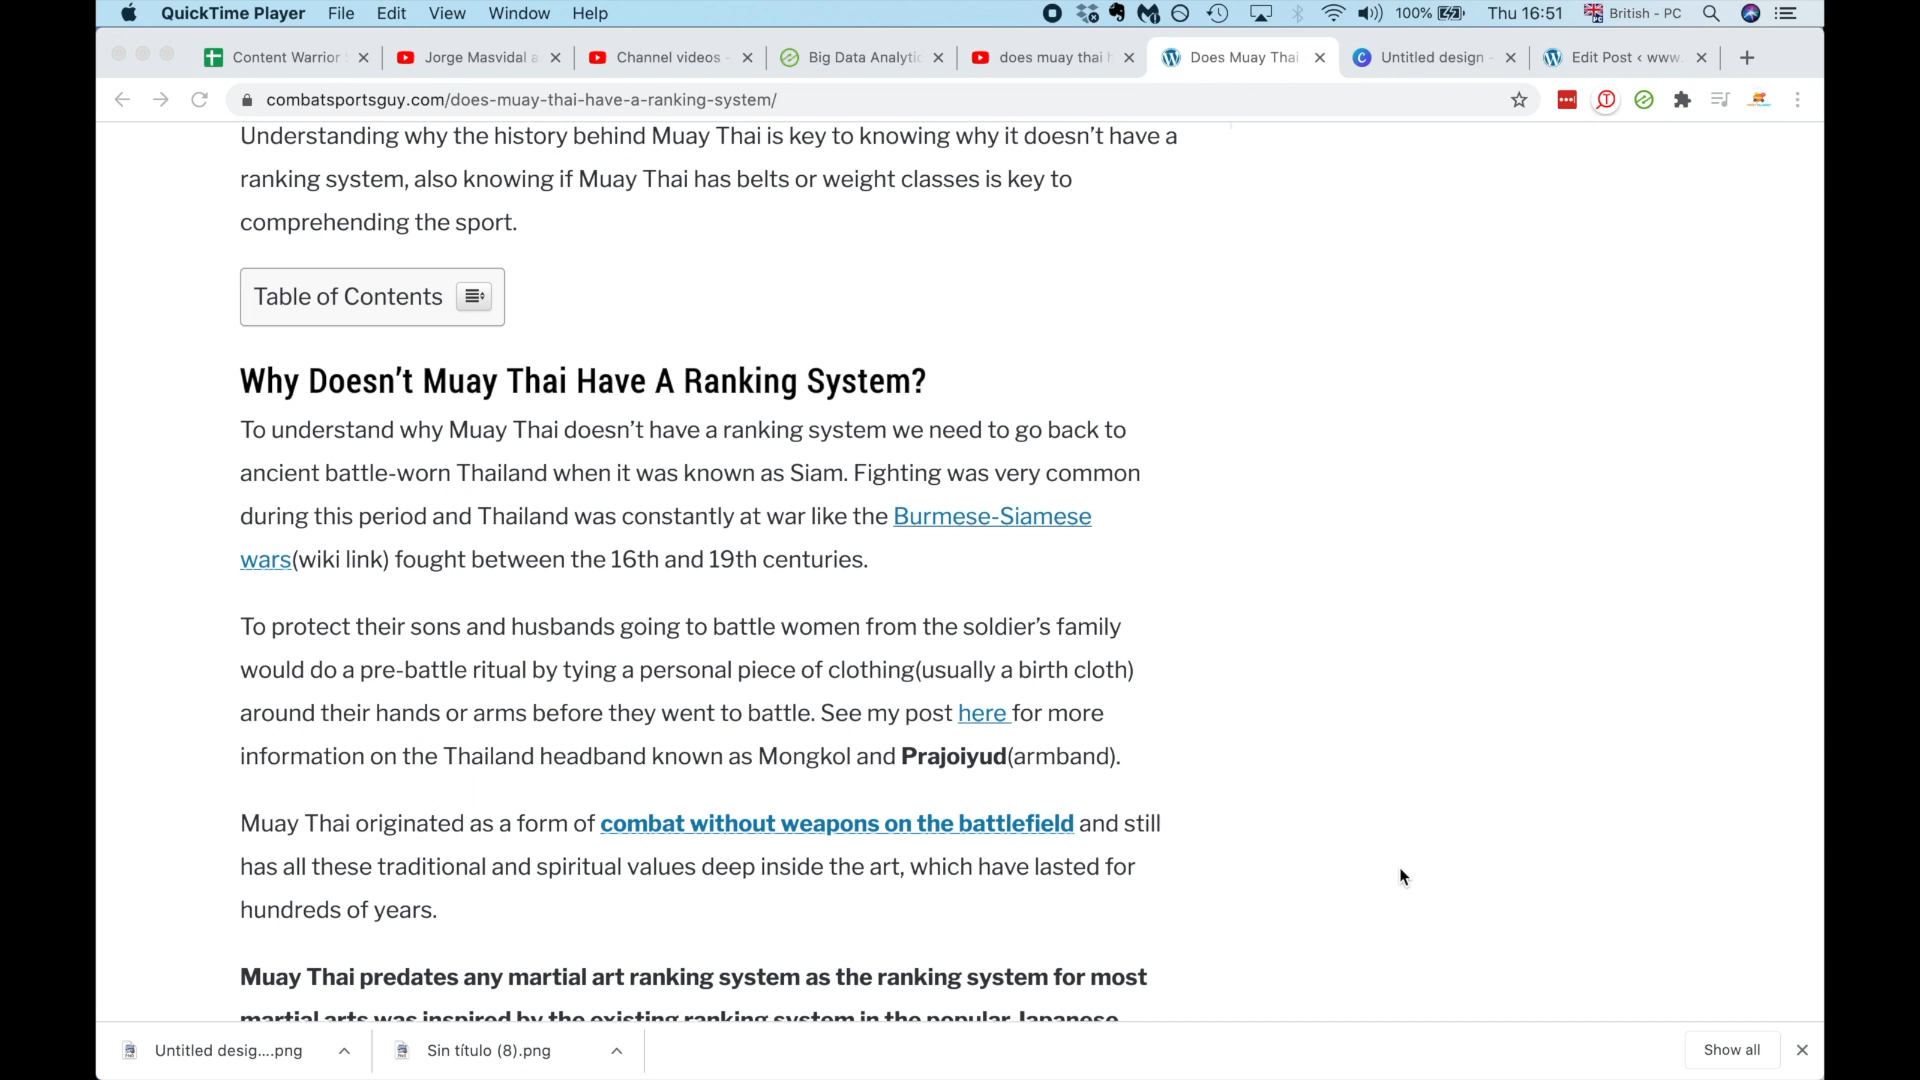 QuickTime Player File Edit View Window Help 100% Thu 16:51 British - PC
Content Warrior Jorge Masvidal a Channel videos - Big Data Analytic does muay thai h Does Muay Thai Untitled design - Edit Post ‹ www.
combatsportsguy.com/does-muay-thai-have-a-ranking-system/
Understanding why the history behind Muay Thai is key to knowing why it doesn’t have a
ranking system, also knowing if Muay Thai has belts or weight classes is key to
comprehending the sport.
Table of Contents
Why Doesn’t Muay Thai Have A Ranking System?
To understand why Muay Thai doesn’t have a ranking system we need to go back to
ancient battle-worn Thailand when it was known as Siam. Fighting was very common
during this period and Thailand was constantly at war like the Burmese-Siamese
wars(wiki link) fought between the 16th and 19th centuries.
To protect their sons and husbands going to battle women from the soldier’s family
would do a pre-battle ritual by tying a personal piece of clothing(usually a birth cloth)
around their hands or arms before they went to battle. See my post here for more
information on the Thailand headband known as Mongkol and Prajoiyud(armband).
Muay Thai originated as a form of combat without weapons on the battlefield and still
has all these traditional and spiritual values deep inside the art, which have lasted for
hundreds of years.
Muay Thai predates any martial art ranking system as the ranking system for most
martial arts was inspired by the existing ranking system in the popular Japanese
Untitled desig....png Sin título (8).png Show all